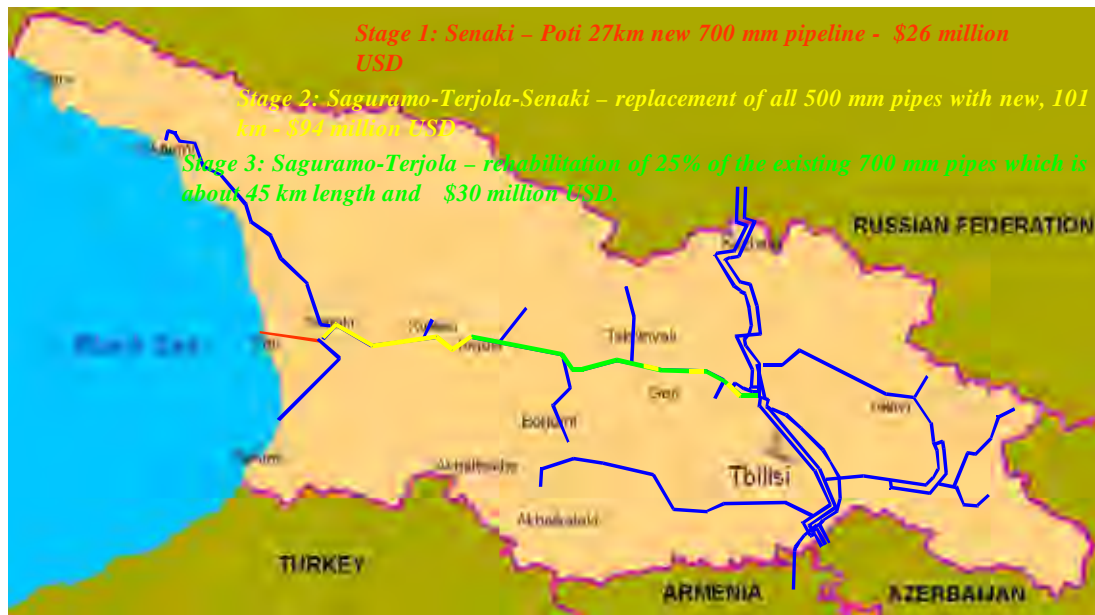 Stage 1: Senaki – Poti 27km new 700 mm pipeline - $26 million
USD
Stage 2: Saguramo-Terjola-Senaki – replacement of all 500 mm pipes with new, 101
km - $94 million USD
Stage 3: Saguramo-Terjola – rehabilitation of 25% of the existing 700 mm pipes which is
about 45 km length and $30 million USD.
RUSSIAN FEDERATION
Black Sea
Poti
Gori
Borjomi
Tbilisi
Akhalkalaki
TURKEY
ARMENIA
AZERBAIJAN